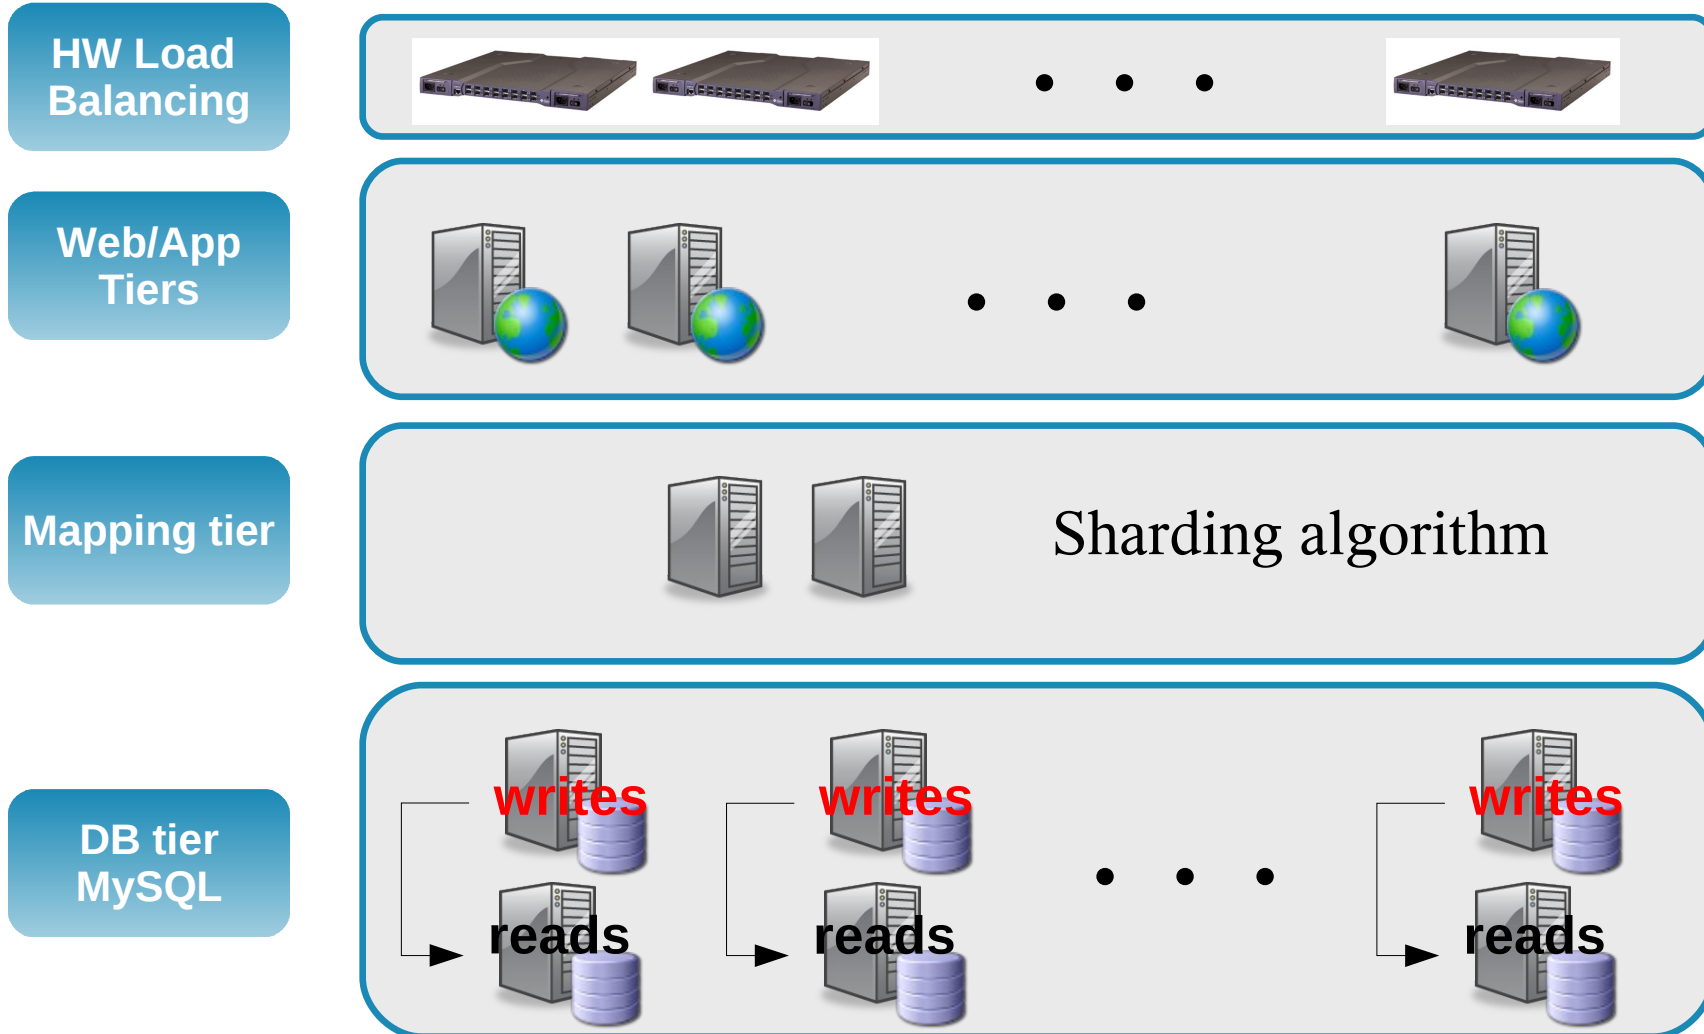 HW Load
Balancing
Web/App
Tiers
Mapping tier
Sharding algorithm
DB tier
MySQL
writes writes writes
reads reads reads